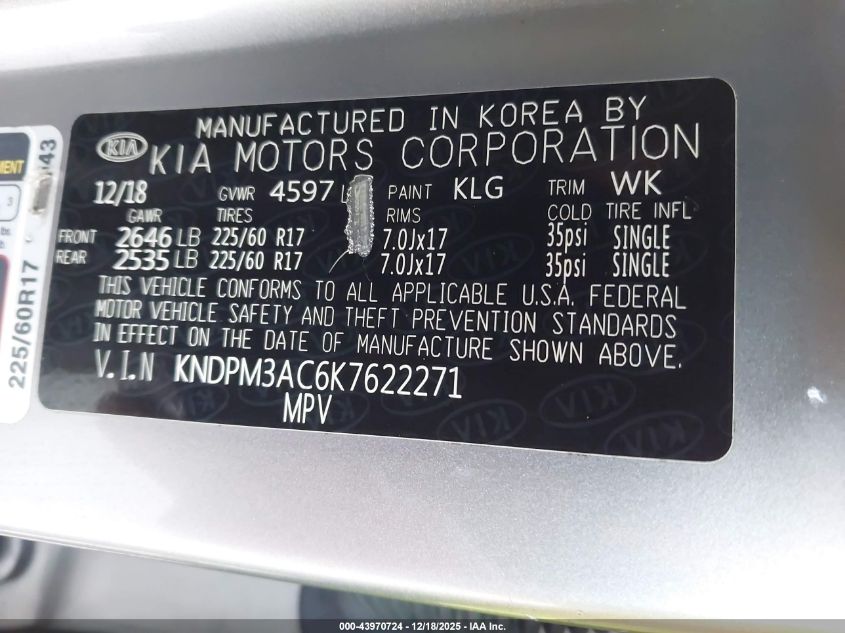 MANUFACTURED IN KOREA BY
KIA KIA MOTORS CORPORATION
12/18 GVWR 4597 PAINT KLG TRIM WK
GAWR TIRES RIMS COLD TIRE INFL
FRONT 2646 LB 225/60 R17 7.0Jx17 35psi SINGLE
REAR 2535 LB 225/60 R17 7.0Jx17 35psi SINGLE
THIS VEHICLE CONFORMS TO ALL APPLICABLE U.S.A. FEDERAL
MOTOR VEHICLE SAFETY AND THEFT PREVENTION STANDARDS
IN EFFECT ON THE DATE OF MANUFACTURE SHOWN ABOVE.
V.I.N KNDPM3AC6K7622271
MPV
225/60R17
000-43970724 - 12/18/2025 - IAA Inc.